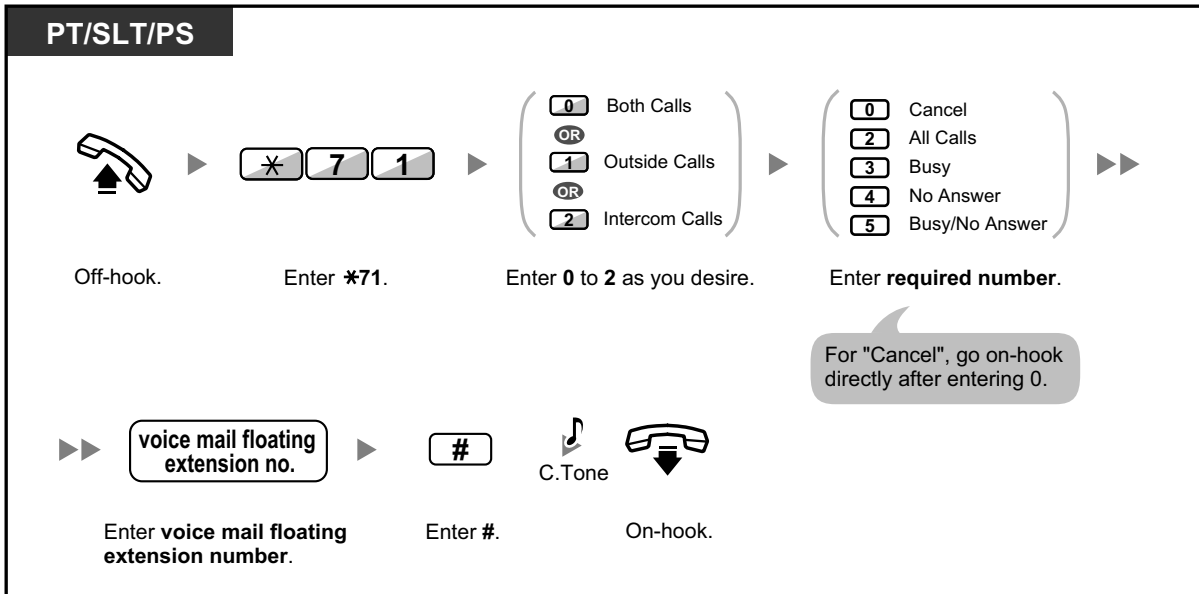 PT/SLT/PS
0 Both Calls
OR
1 Outside Calls
OR
2 Intercom Calls
0 Cancel
2 All Calls
3 Busy
4 No Answer
5 Busy/No Answer
* 7 1
Off-hook.
Enter *71.
Enter 0 to 2 as you desire.
Enter required number.
For "Cancel", go on-hook
directly after entering 0.
voice mail floating
extension no.
#
C.Tone
Enter voice mail floating
extension number.
Enter #.
On-hook.